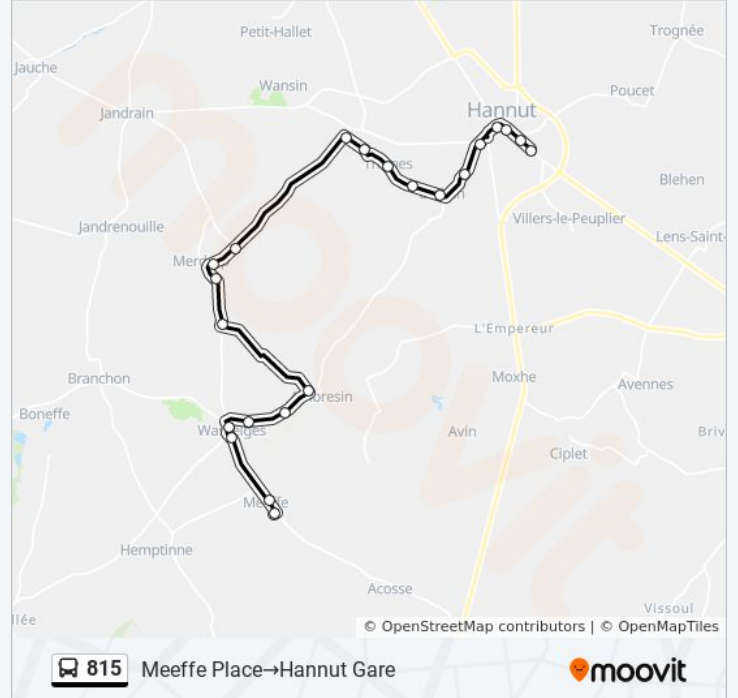 Petit-Hallet
Trognée
Jauche
Wansin
Poucet
Hannut
Jandrain
Blehen
Villers-le-Peuplier
Jandrenouille
Lens-Saint-
L'Empereur
Branchon
Moxhe
Avennes
Boneffe
Avin
Briv
Ciplet
Hemptinne
Acosse
Vissoul
moovit
© OpenStreetMap contributors | © OpenMapTiles
815 Meeffe Place→Hannut Gare
moovit